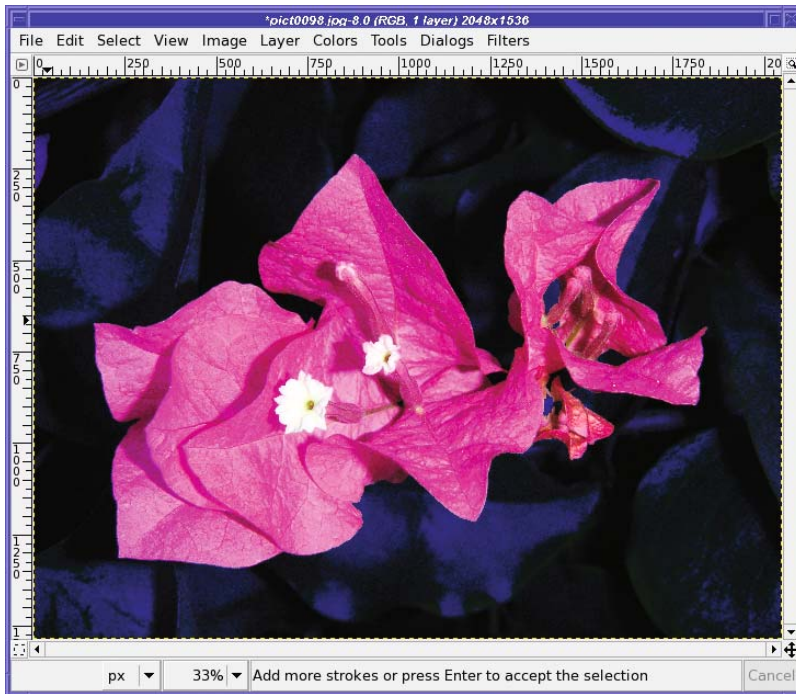 *pict0098.jpg-8.0 (RGB, 1 layer) 2048x1536
File Edit Select View Image Layer Colors Tools Dialogs Filters
0 250 500 750 1000 1250 1500 1750 20
0
250
500
750
1000
1250
1
px 33% Add more strokes or press Enter to accept the selection Cancel